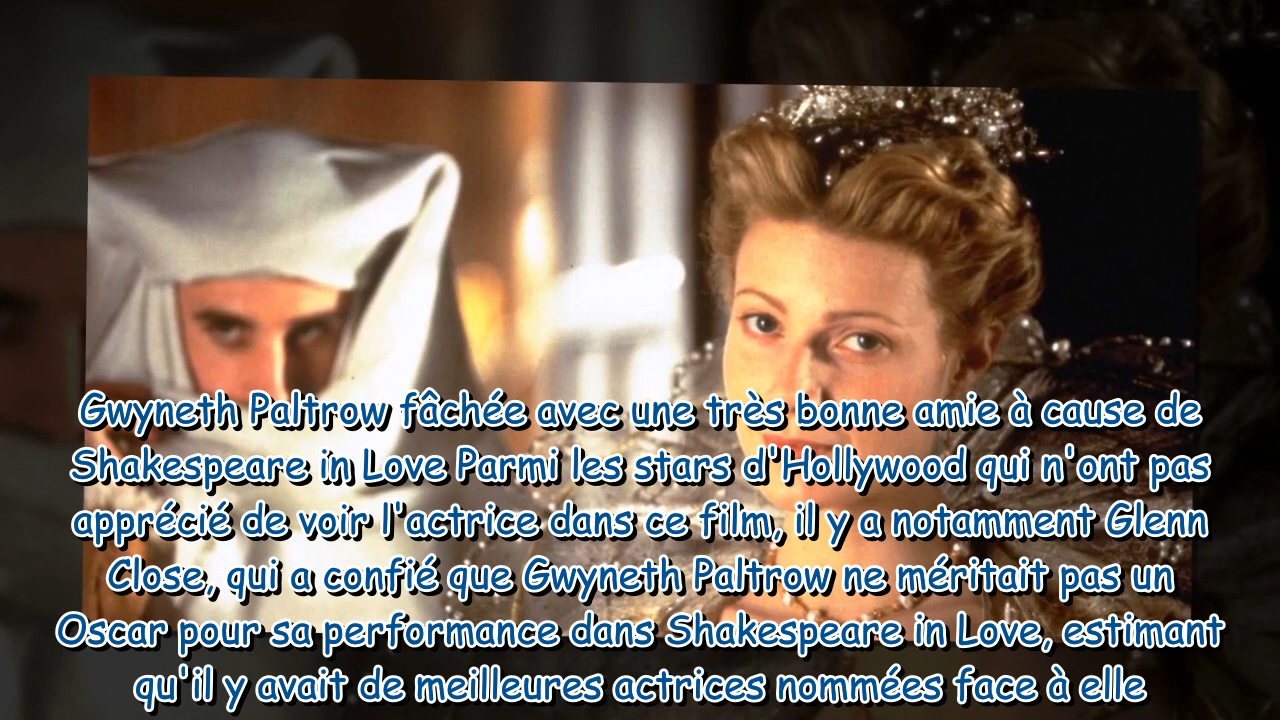 Gwyneth Paltrow fâchée avec une très bonne amie à cause de
Shakespeare in Love Parmi les stars d'Hollywood qui n'ont pas
apprécié de voir l'actrice dans ce film, il y a notamment Glenn
Close, qui a confié que Gwyneth Paltrow ne méritait pas un
Oscar pour sa performance dans Shakespeare in Love, estimant
qu'il y avait de meilleures actrices nommées face à elle